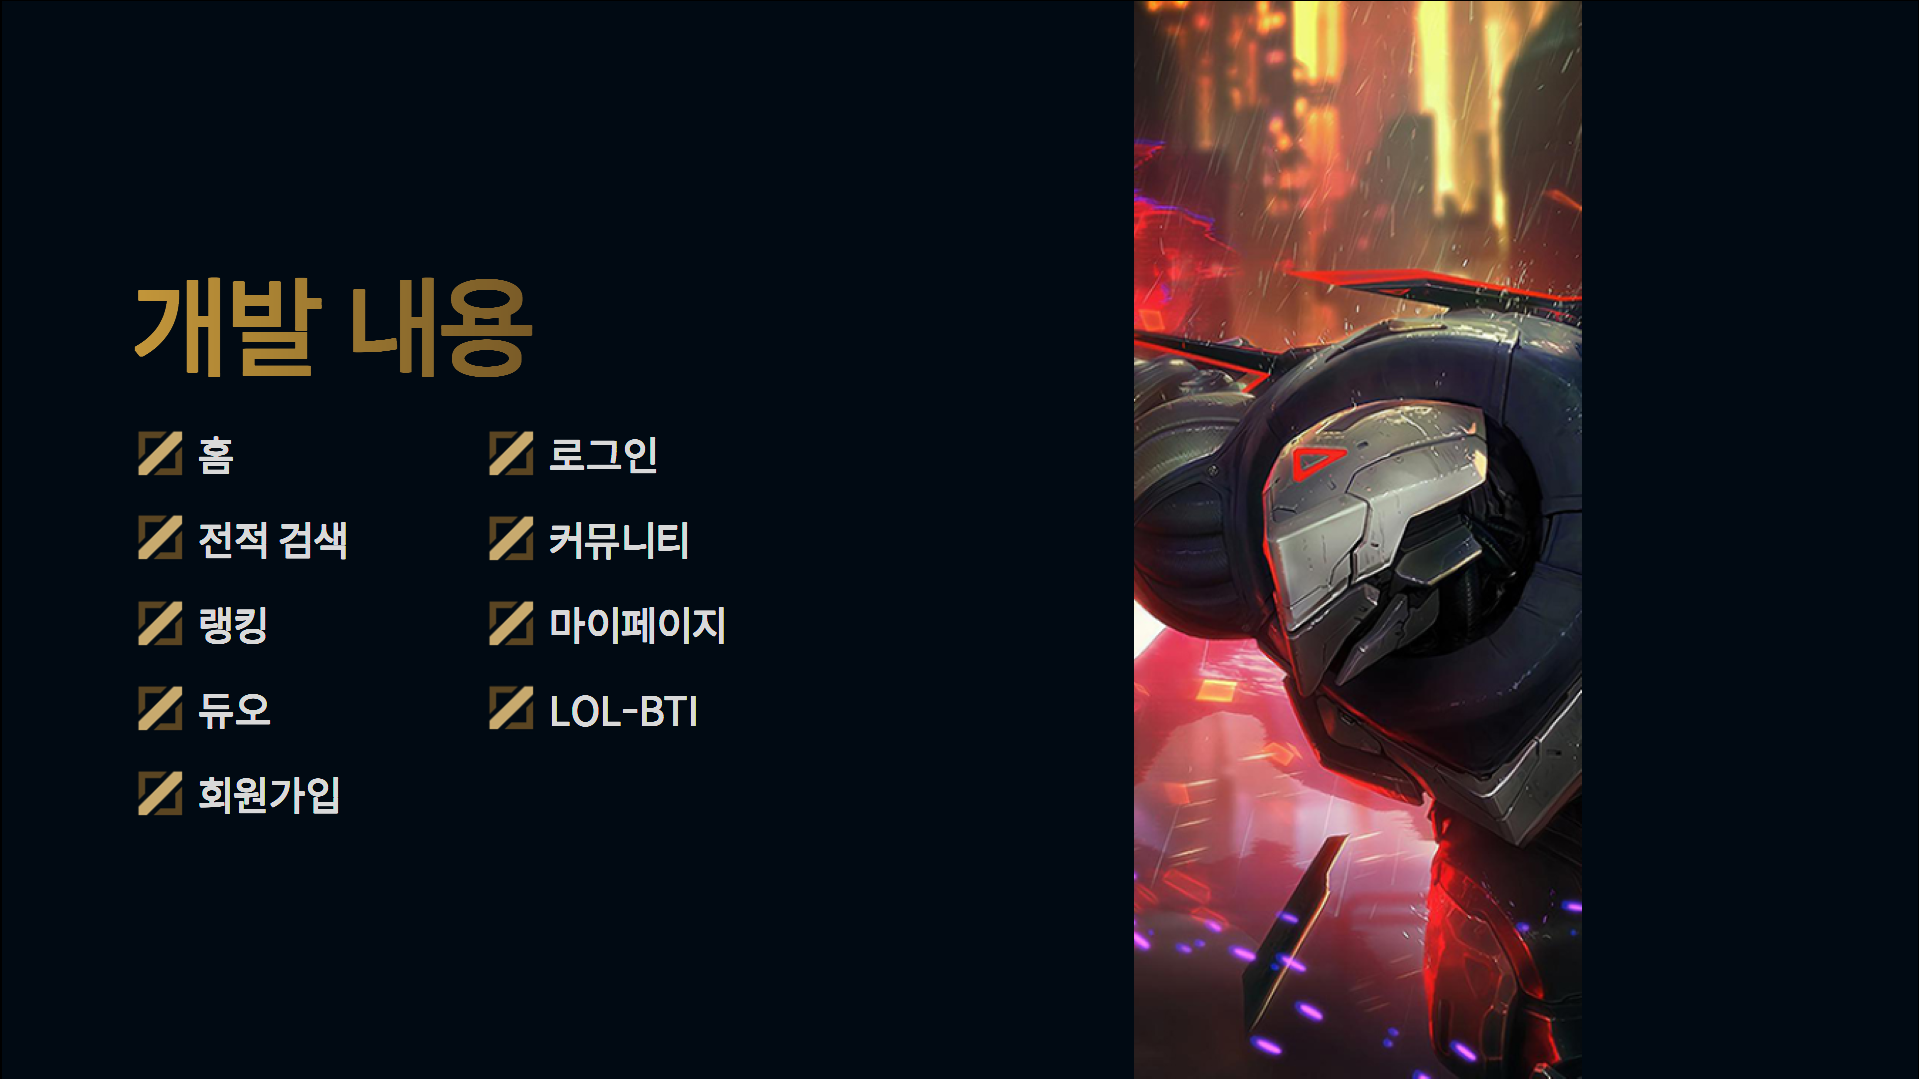 개발 내용
홈
전적 검색
랭킹
듀오
회원가입
로그인
커뮤니티
마이페이지
LOL-BTI